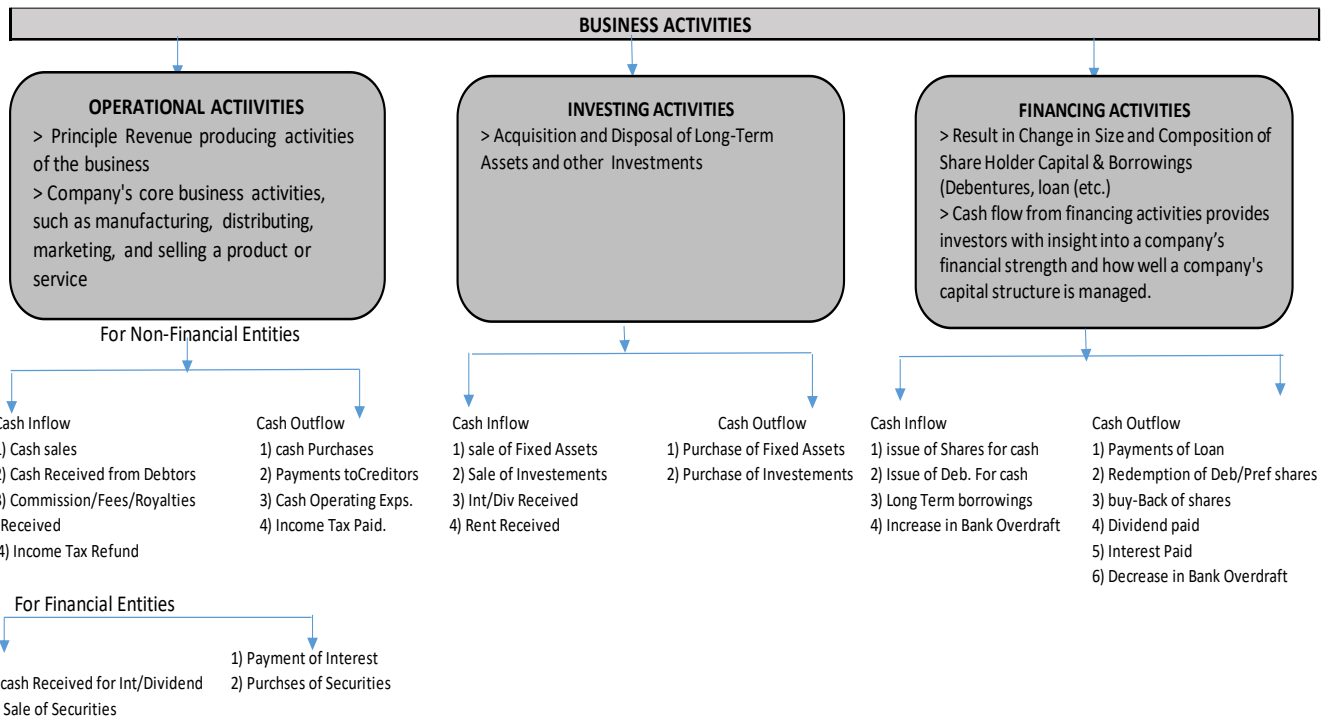 BUSINESS ACTIVITIES
OPERATIONAL ACTIIVITIES
> Principle Revenue producing activities
of the business
> Company's core business activities,
such as manufacturing, distributing,
marketing, and selling a product or
service
INVESTING ACTIVITIES
> Acquisition and Disposal of Long-Term
Assets and other Investments
FINANCING ACTIVITIES
> Result in Change in Size and Composition of
Share Holder Capital & Borrowings
(Debentures, loan (etc.)
> Cash flow from financing activities provides
investors with insight into a company’s
financial strength and how well a company's
capital structure is managed.
For Non-Financial Entities
Cash Inflow
1) Cash sales
2) Cash Received from Debtors
3) Commission/Fees/Royalties
Received
4) Income Tax Refund
Cash Outflow
1) cash Purchases
2) Payments toCreditors
3) Cash Operating Exps.
4) Income Tax Paid.
Cash Inflow
1) sale of Fixed Assets
2) Sale of Investements
3) Int/Div Received
4) Rent Received
Cash Outflow
1) Purchase of Fixed Assets
2) Purchase of Investements
Cash Inflow
1) issue of Shares for cash
2) Issue of Deb. For cash
3) Long Term borrowings
4) Increase in Bank Overdraft
Cash Outflow
1) Payments of Loan
2) Redemption of Deb/Pref shares
3) buy-Back of shares
4) Dividend paid
5) Interest Paid
6) Decrease in Bank Overdraft
For Financial Entities
cash Received for Int/Dividend
Sale of Securities
1) Payment of Interest
2) Purchses of Securities